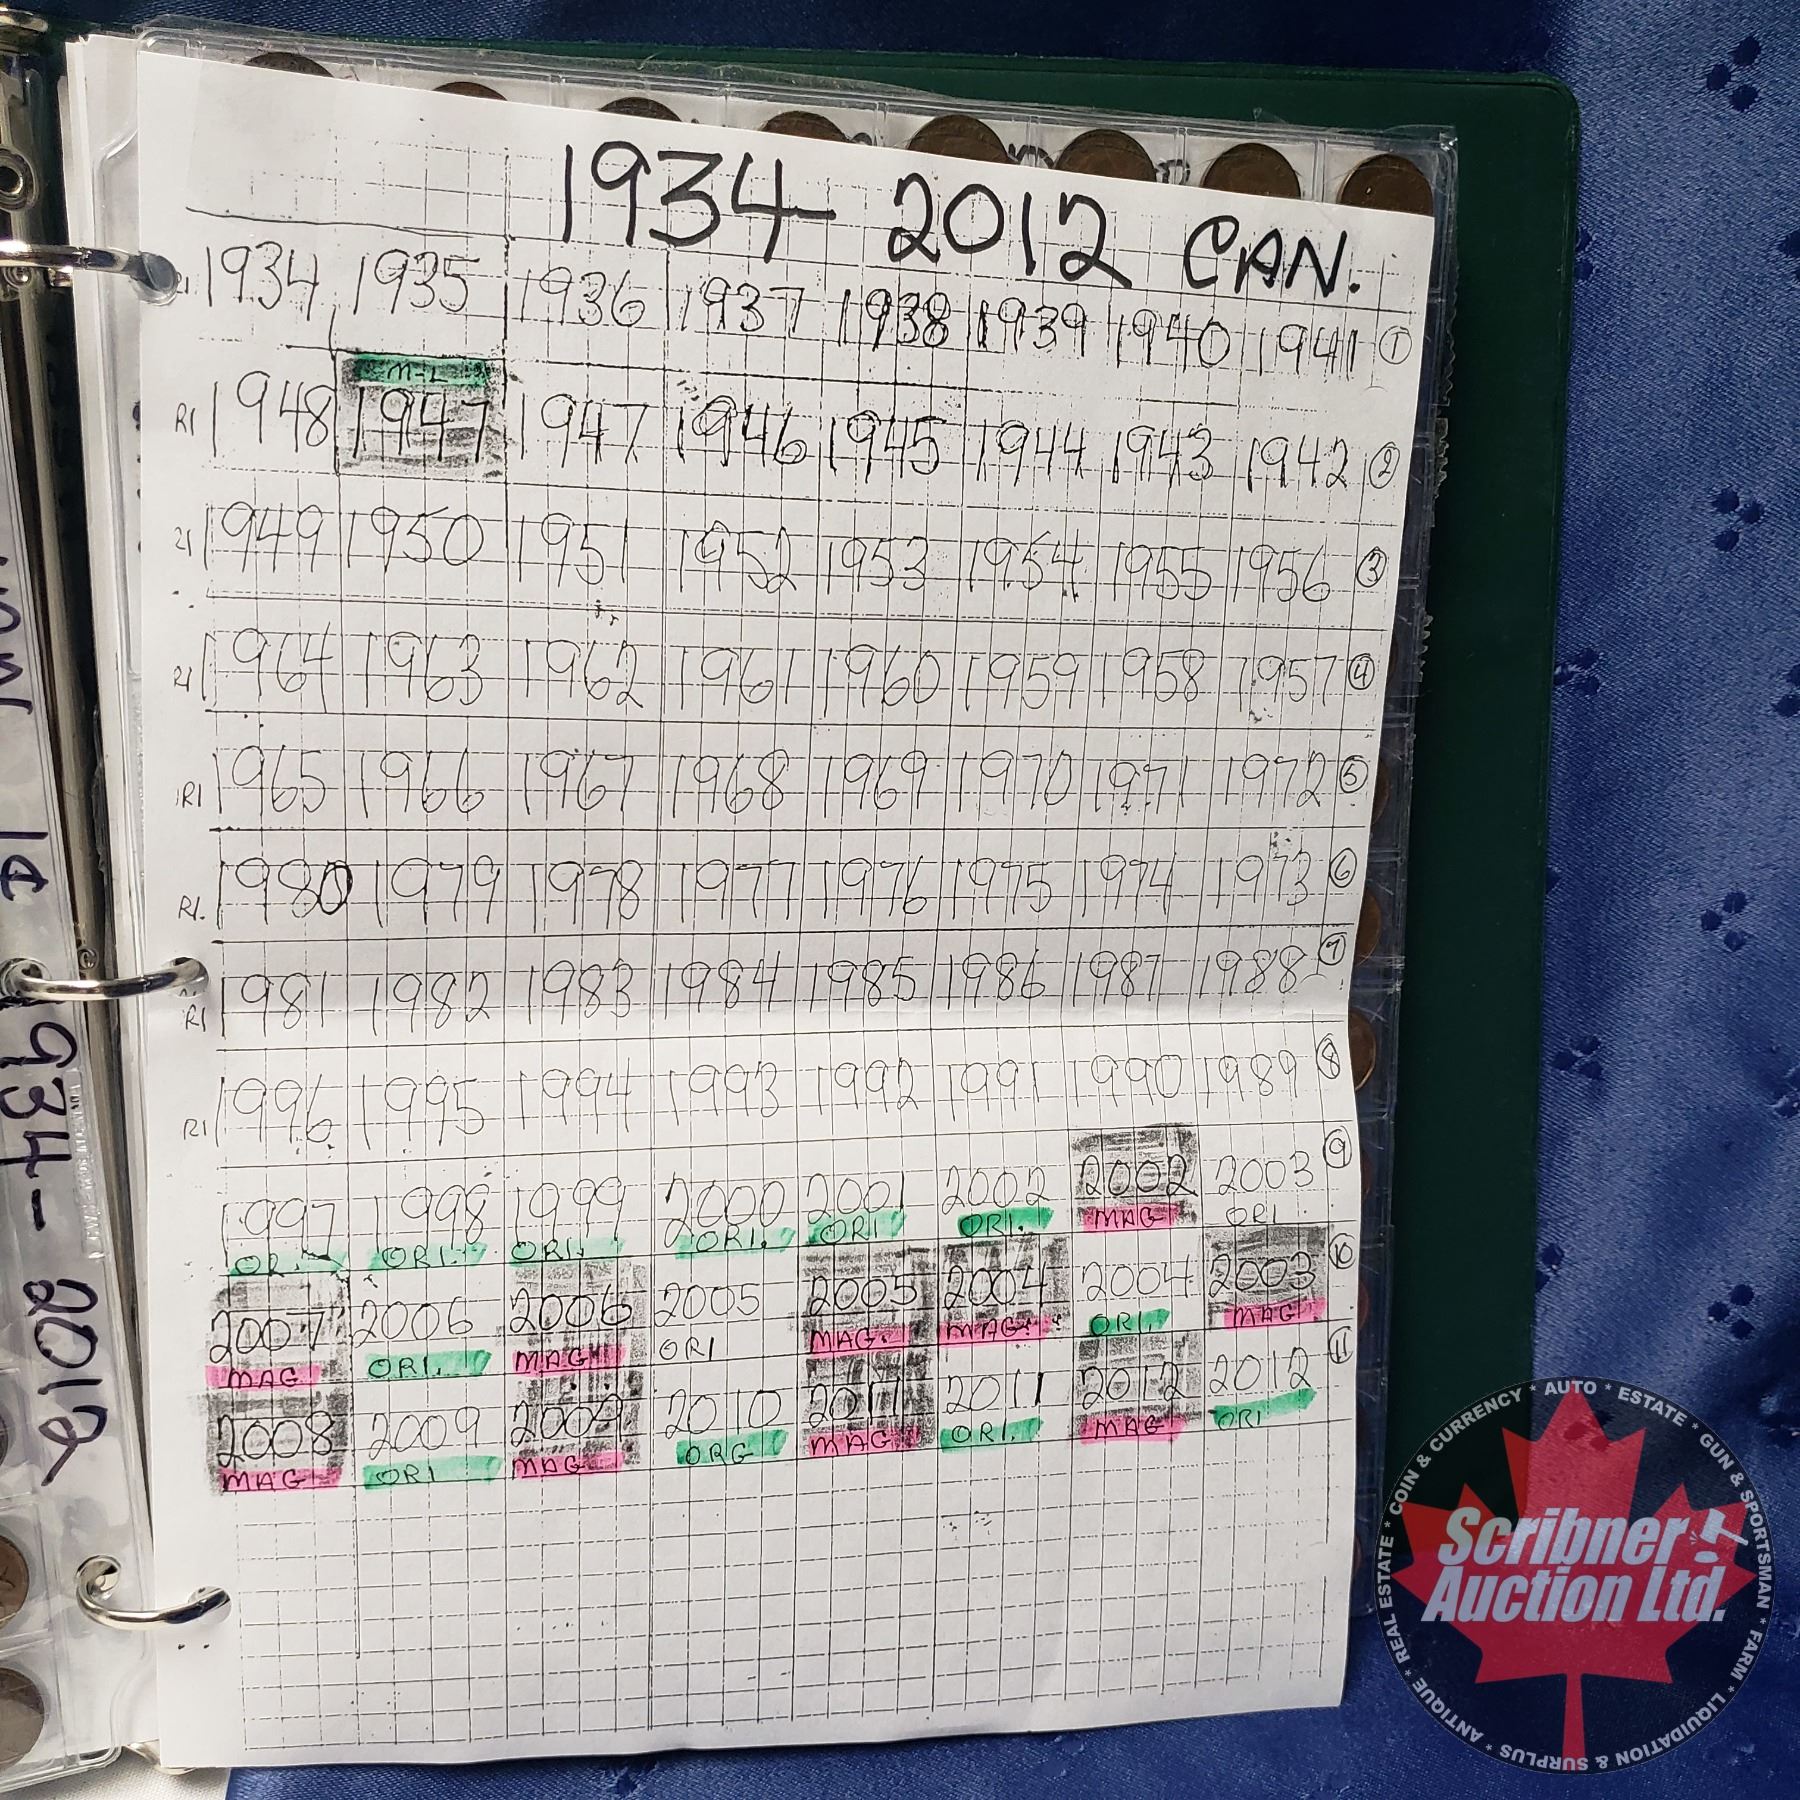 1934 - 2012 CAN.
1934 1935 1936 1937 1938 1939 1940 1941 ①
M-L
R1 1948 1947 1947 1946 1945 1944 1943 1942 ②
1949 1950 1951 1952 1953 1954 1955 1956 ③
1964 1963 1962 1961 1960 1959 1958 1957 ④
R1 1965 1966 1967 1968 1969 1970 1971 1972 ⑤
R1. 1980 1979 1978 1977 1976 1975 1974 1973 ⑥
R1 1981 1982 1983 1984 1985 1986 1987 1988 ⑦
R1 1996 1995 1994 1993 1992 1991 1990 1989 ⑧
1997 1998 1999 2000 2001 2002 2002 2003 ⑨
ORI. ORI. ORI. ORI. ORI ORI. MAG ORI
2007 2006 2006 2005 2005 2004 2004 2003 ⑩
MAG ORI. MAG ORI MAG. MAG. ORI. MAG.
2008 2009 2009 2010 2011 2011 2012 2012 ⑪
MAG ORI MAG ORG MAG ORI. MAG ORI
1934 - 2012
COIN & CURRENCY * AUTO * ESTATE * GUN & SPORTSMAN * FARM * LIQUIDATION & SURPLUS * ANTIQUE * REAL ESTATE *
Scribner
Auction Ltd.